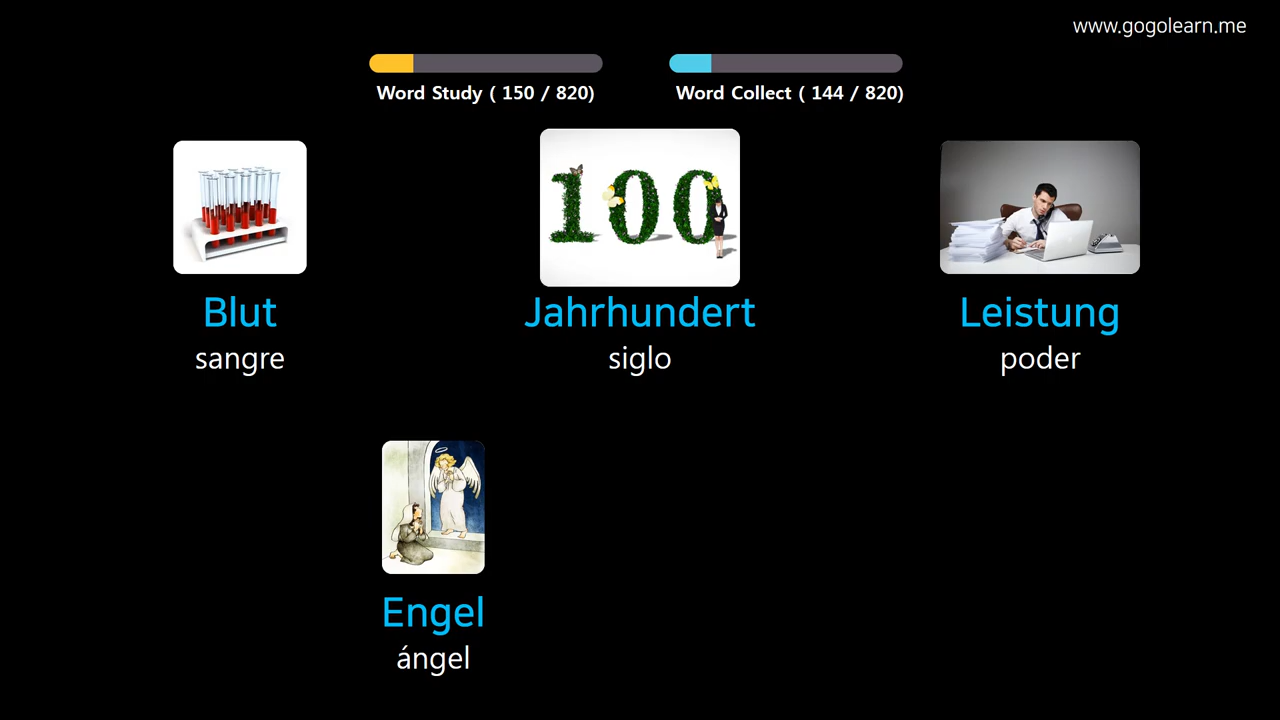 www.gogolearn.me
Word Study ( 150 / 820)
Word Collect ( 144 / 820)
100
Blut
sangre
Jahrhundert
siglo
Leistung
poder
Engel
ángel